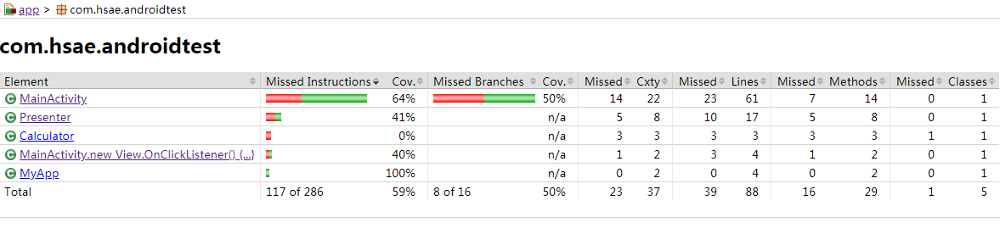 app > com.hsae.androidtest
com.hsae.androidtest
Element Missed Instructions Cov. Missed Branches Cov. Missed Cxty Missed Lines Missed Methods Missed Classes
MainActivity 64% 50% 14 22 23 61 7 14 0 1
Presenter 41% n/a 5 8 10 17 5 8 0 1
Calculator 0% n/a 3 3 3 3 3 3 1 1
MainActivity.new View.OnClickListener() {...} 40% n/a 1 2 3 4 1 2 0 1
MyApp 100% n/a 0 2 0 4 0 2 0 1
Total 117 of 286 59% 8 of 16 50% 23 37 39 88 16 29 1 5